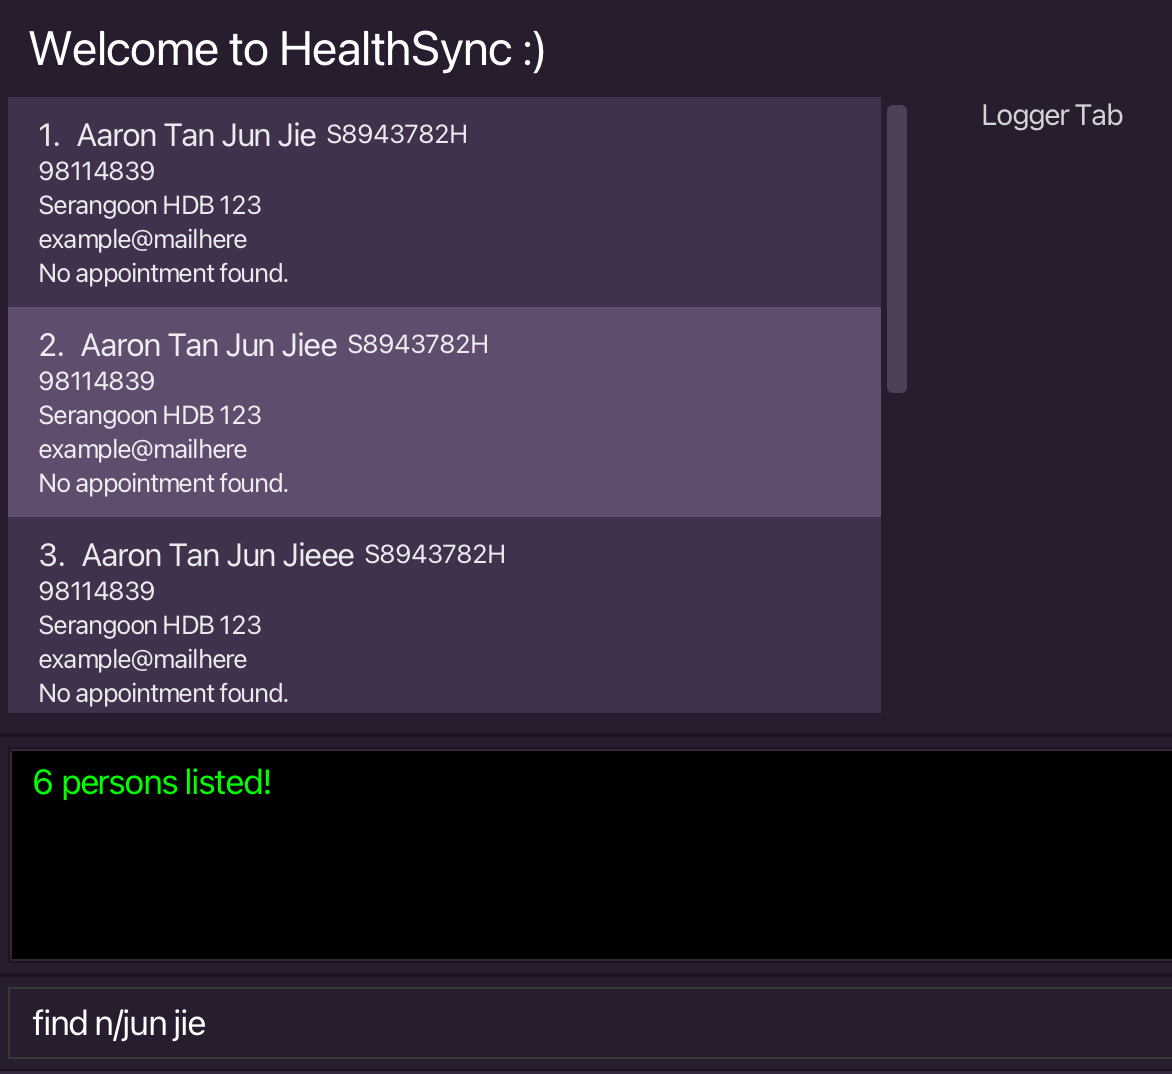 Welcome to HealthSync :)
Logger Tab
1. Aaron Tan Jun Jie S8943782H
98114839
Serangoon HDB 123
example@mailhere
No appointment found.
2. Aaron Tan Jun Jiee S8943782H
98114839
Serangoon HDB 123
example@mailhere
No appointment found.
3. Aaron Tan Jun Jieee S8943782H
98114839
Serangoon HDB 123
example@mailhere
No appointment found.
6 persons listed!
find n/jun jie